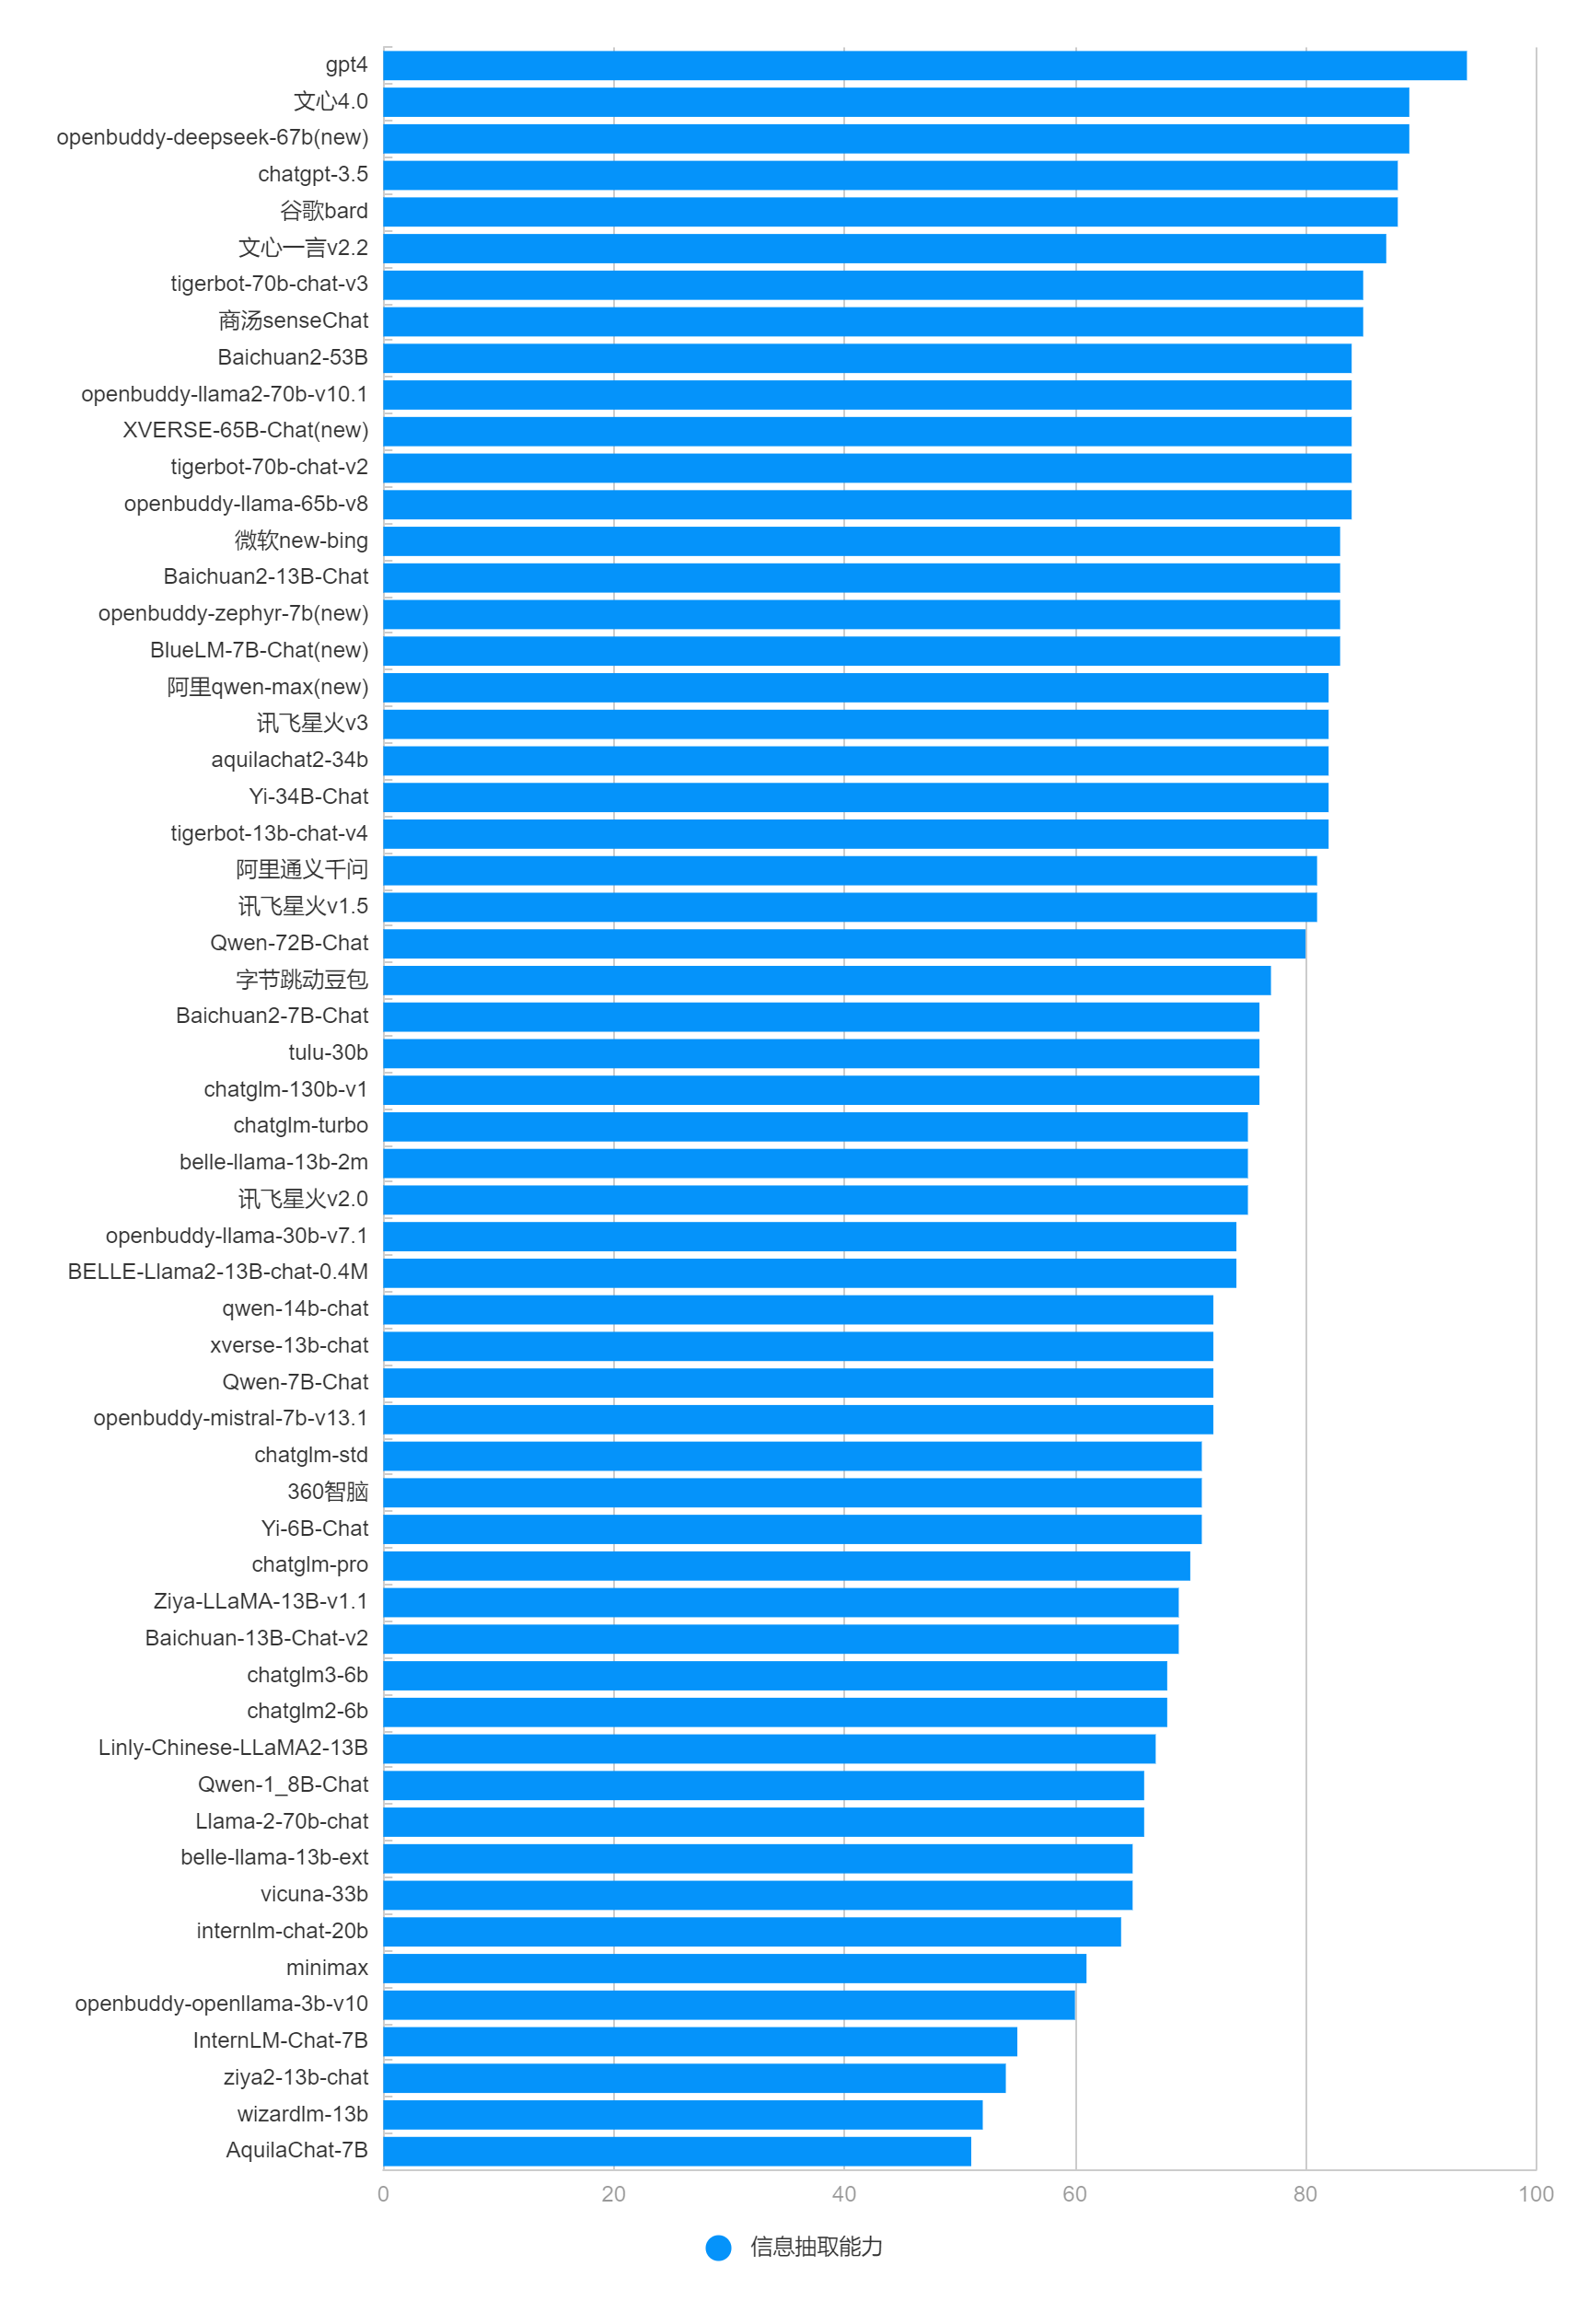 gpt4
文心4.0
openbuddy-deepseek-67b(new)
chatgpt-3.5
谷歌bard
文心一言v2.2
tigerbot-70b-chat-v3
商汤senseChat
Baichuan2-53B
openbuddy-llama2-70b-v10.1
XVERSE-65B-Chat(new)
tigerbot-70b-chat-v2
openbuddy-llama-65b-v8
微软new-bing
Baichuan2-13B-Chat
openbuddy-zephyr-7b(new)
BlueLM-7B-Chat(new)
阿里qwen-max(new)
讯飞星火v3
aquilachat2-34b
Yi-34B-Chat
tigerbot-13b-chat-v4
阿里通义千问
讯飞星火v1.5
Qwen-72B-Chat
字节跳动豆包
Baichuan2-7B-Chat
tulu-30b
chatglm-130b-v1
chatglm-turbo
belle-llama-13b-2m
讯飞星火v2.0
openbuddy-llama-30b-v7.1
BELLE-Llama2-13B-chat-0.4M
qwen-14b-chat
xverse-13b-chat
Qwen-7B-Chat
openbuddy-mistral-7b-v13.1
chatglm-std
360智脑
Yi-6B-Chat
chatglm-pro
Ziya-LLaMA-13B-v1.1
Baichuan-13B-Chat-v2
chatglm3-6b
chatglm2-6b
Linly-Chinese-LLaMA2-13B
Qwen-1_8B-Chat
Llama-2-70b-chat
belle-llama-13b-ext
vicuna-33b
internlm-chat-20b
minimax
openbuddy-openllama-3b-v10
InternLM-Chat-7B
ziya2-13b-chat
wizardlm-13b
AquilaChat-7B
0 20 40 60 80 100
信息抽取能力